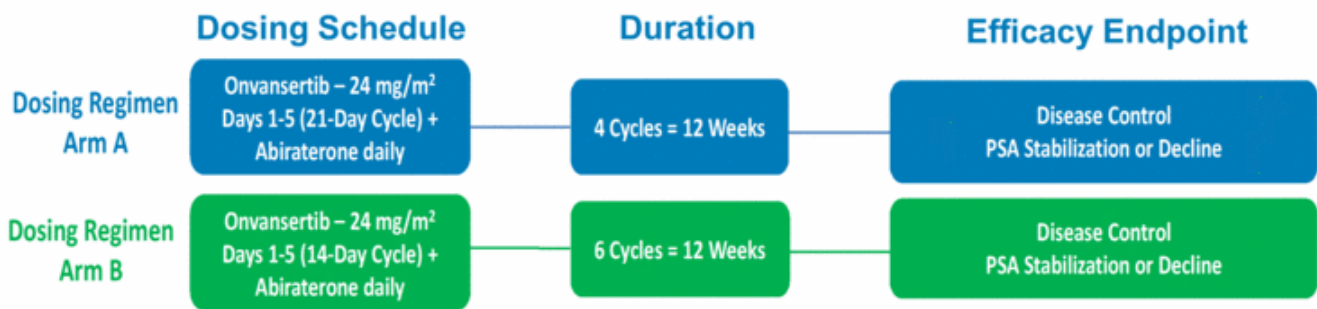 Dosing Schedule
Duration
Efficacy Endpoint
Dosing Regimen
Arm A
Onvansertib – 24 mg/m²
Days 1-5 (21-Day Cycle) +
Abiraterone daily
4 Cycles = 12 Weeks
Disease Control
PSA Stabilization or Decline
Dosing Regimen
Arm B
Onvansertib – 24 mg/m²
Days 1-5 (14-Day Cycle) +
Abiraterone daily
6 Cycles = 12 Weeks
Disease Control
PSA Stabilization or Decline